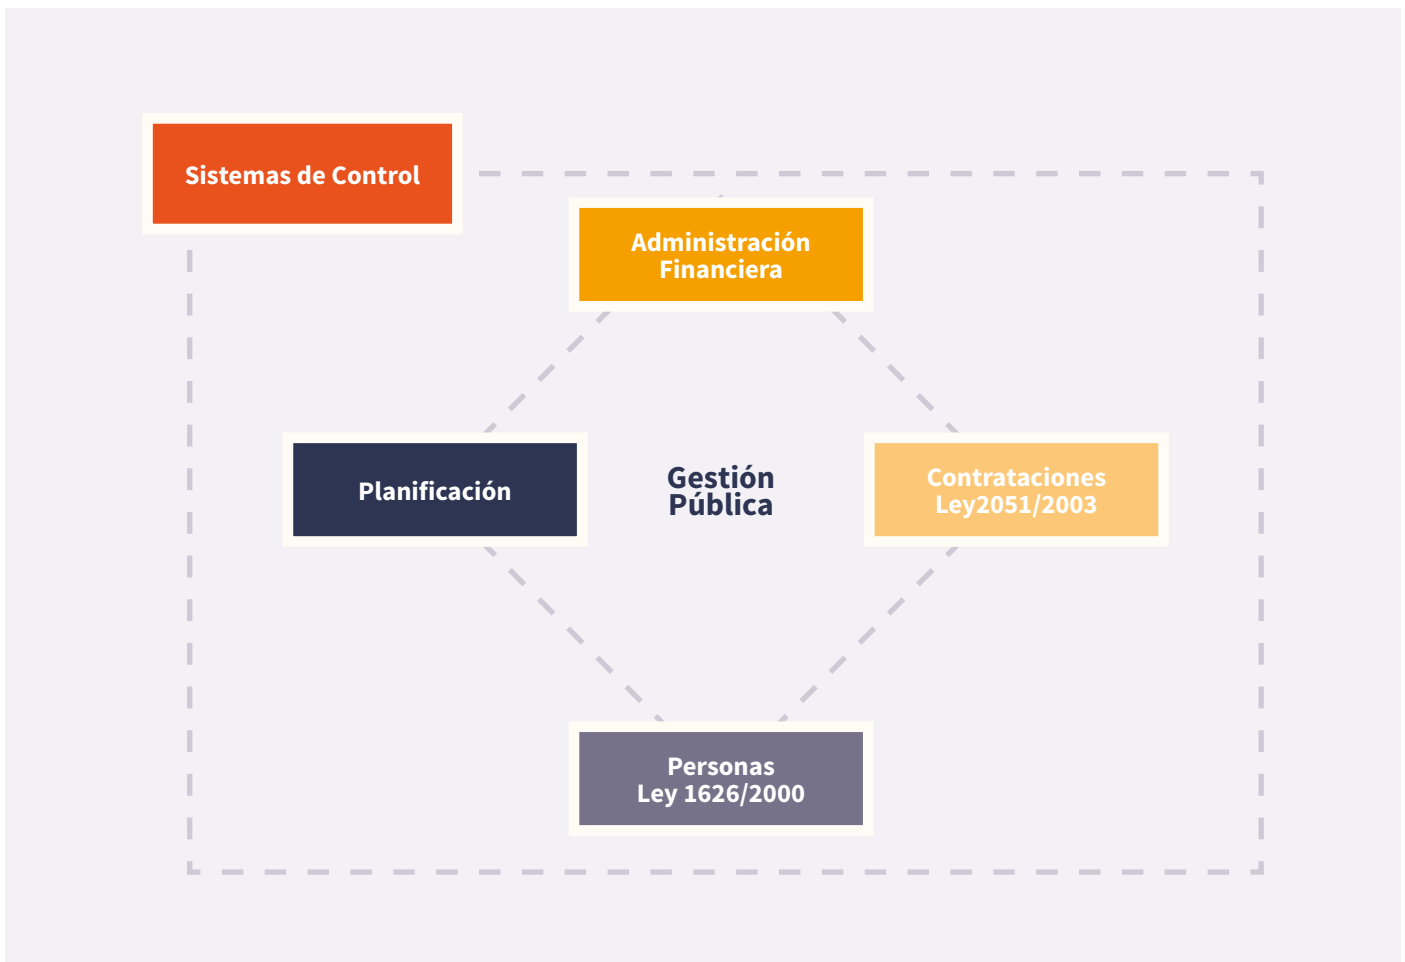 Sistemas de Control
Administración
Financiera
Planificación
Gestión
Pública
Contrataciones
Ley2051/2003
Personas
Ley 1626/2000